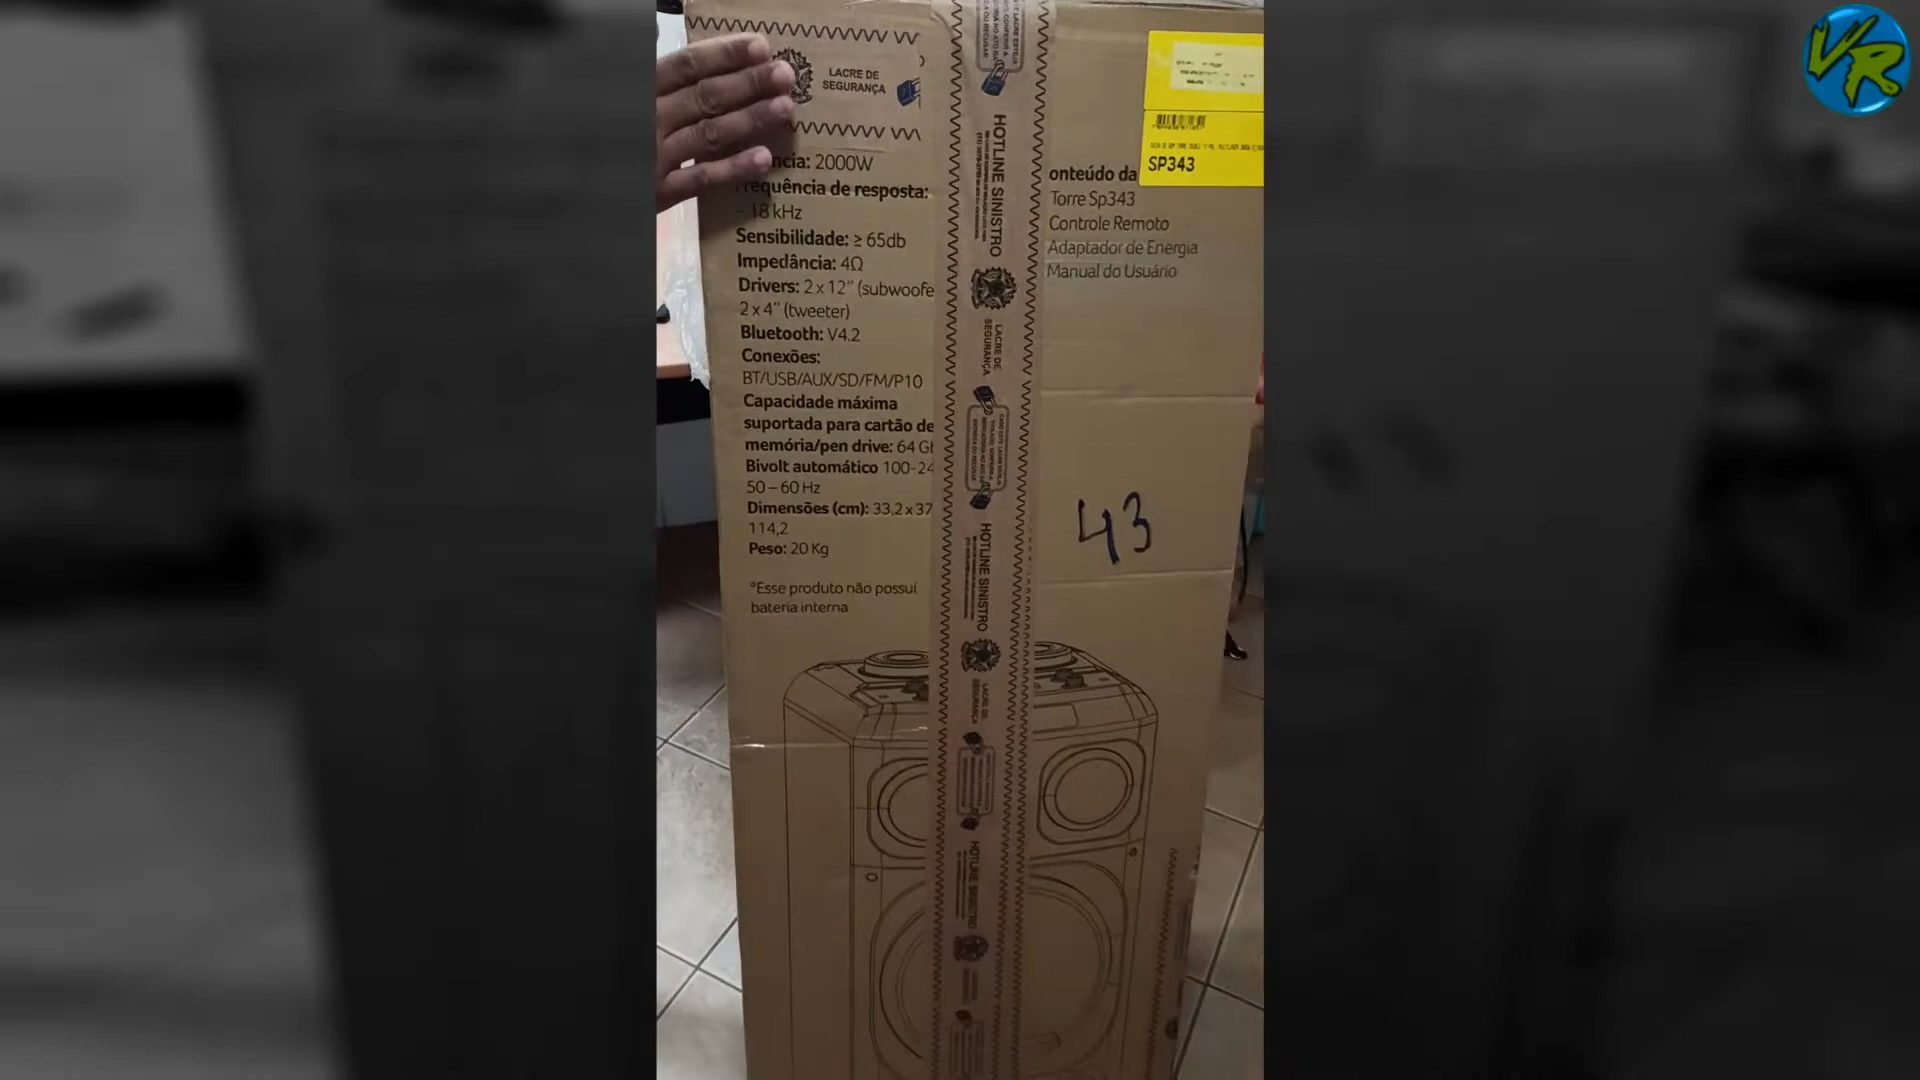 VR
LACRE DE
SEGURANÇA
ncia: 2000W
requência de resposta:
– 18 kHz
Sensibilidade: ≥ 65db
Impedância: 4Ω
Drivers: 2 x 12" (subwoofe
2 x 4" (tweeter)
Bluetooth: V4.2
Conexões:
BT/USB/AUX/SD/FM/P10
Capacidade máxima
suportada para cartão de
memória/pen drive: 64 G
Bivolt automático 100-24
50 – 60 Hz
Dimensões (cm): 33,2 x 37
114,2
Peso: 20 Kg
°Esse produto não possui
bateria interna
HOTLINE SINISTRO
LACRE DE
SEGURANÇA
HOTLINE SINISTRO
LACRE DE
SEGURANÇA
HOTLINE SINISTRO
SP343
onteúdo da
Torre Sp343
Controle Remoto
Adaptador de Energia
Manual do Usuário
43